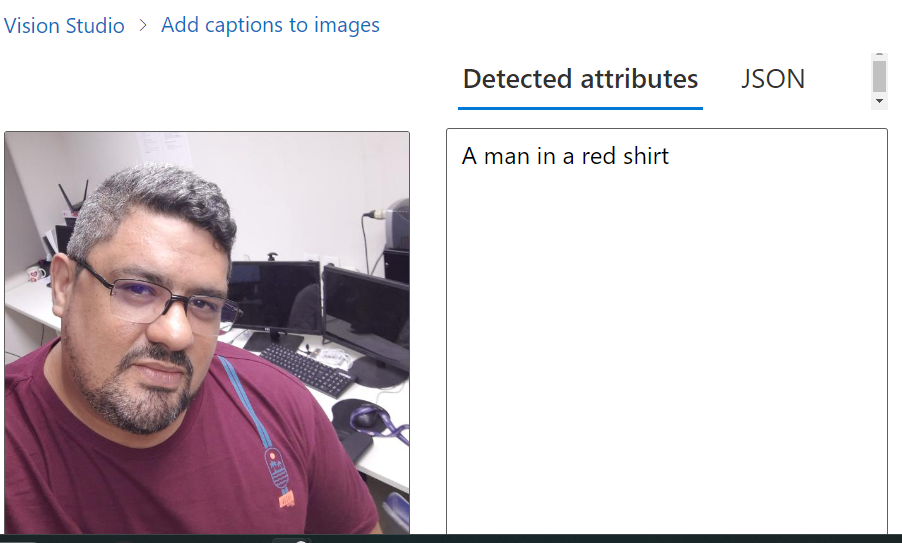 Vision Studio > Add captions to images
Detected attributes JSON
A man in a red shirt